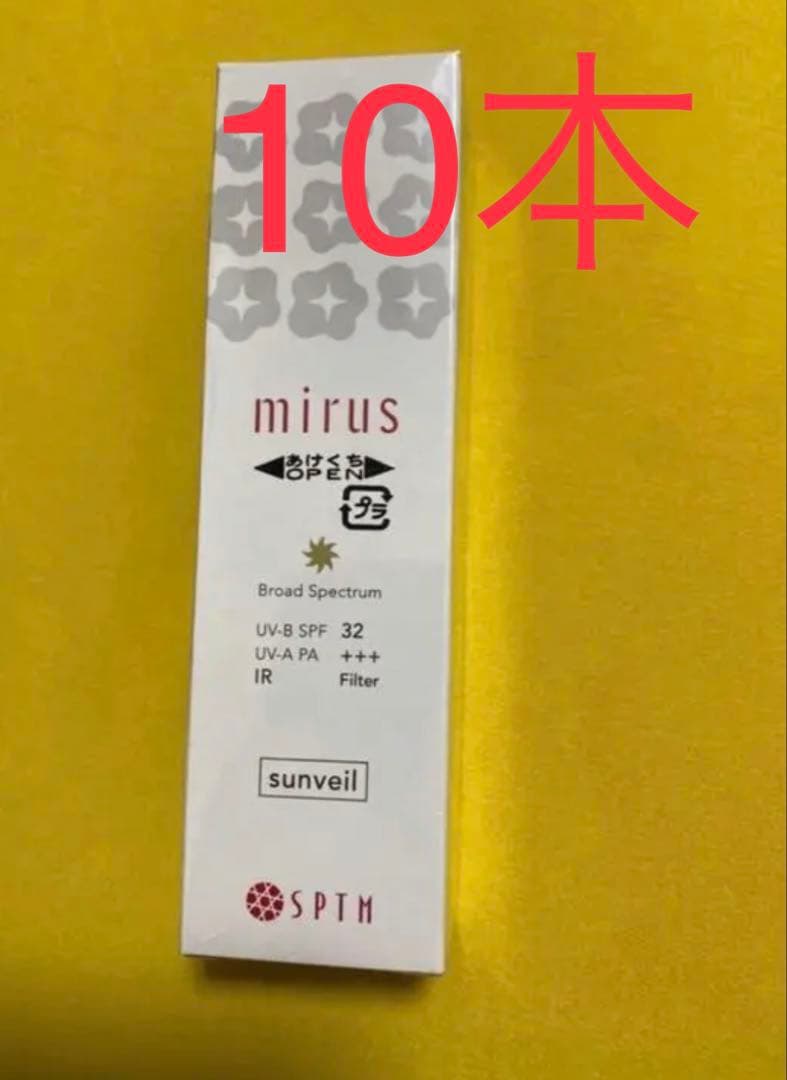 10本
mirus
あけくち
OPEN
プラ
Broad Spectrum
UV-B SPF 32
UV-A PA +++
IR Filter
sunveil
SPTM